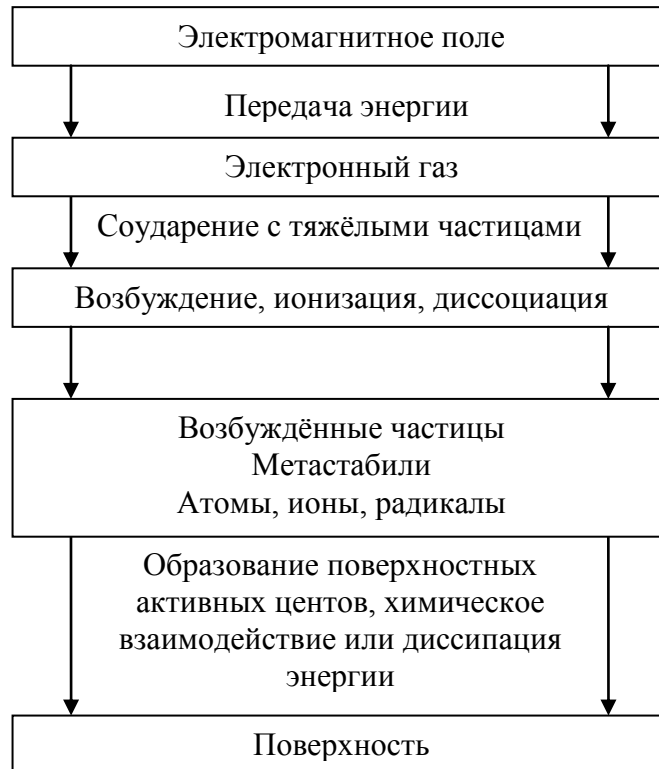 Электромагнитное поле
Передача энергии
Электронный газ
Соударение с тяжёлыми частицами
Возбуждение, ионизация, диссоциация
Возбуждённые частицы
Метастабили
Атомы, ионы, радикалы
Образование поверхностных
активных центов, химическое
взаимодействие или диссипация
энергии
Поверхность